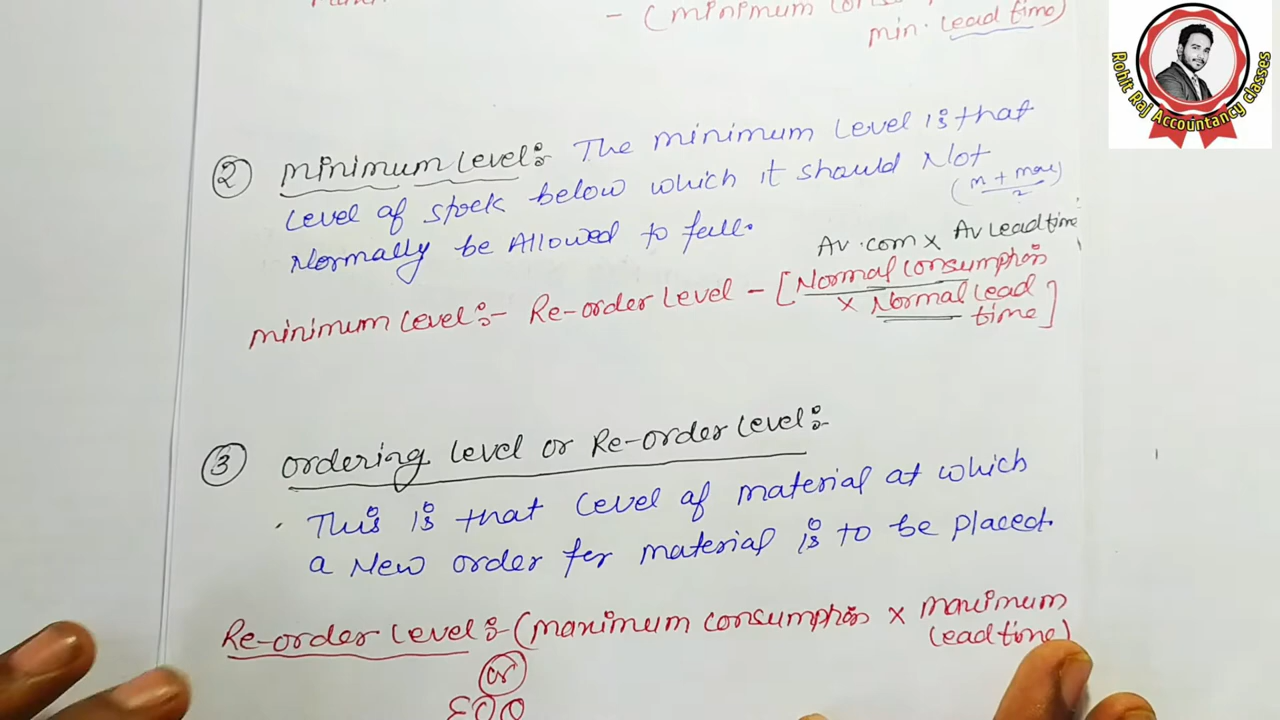 - (minimum
min. Lead time)
② minimum Level:- The minimum Level is that
Level of stock below which it should Not
Normally be Allowed to fall.
(m + max)
2
Av. com x Av Lead time
minimum Level:- Re-order Level - [Normal consumption
x Normal Lead time]
③ ordering Level or Re-order Level:-
This is that Level of material at which
a New order for material is to be placed.
Re-order Level:- (maximum consumption x maximum
Lead time)
or
EOQ
Rohit Raj Accountancy classes